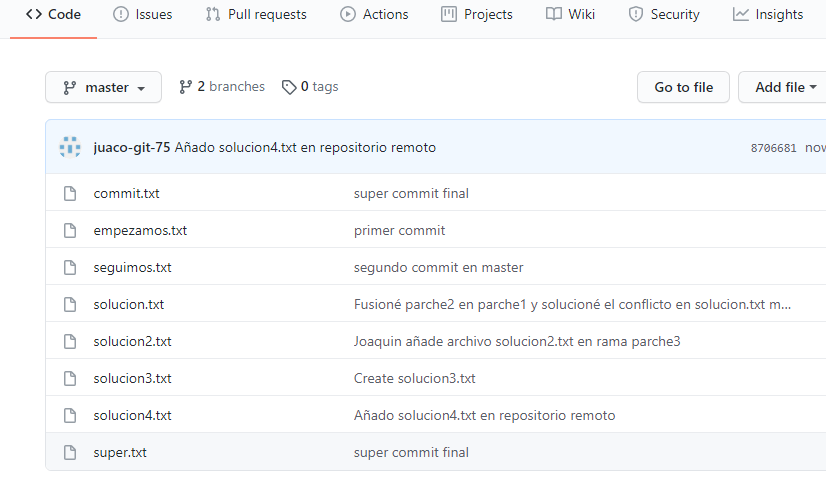 Code Issues Pull requests Actions Projects Wiki Security Insights
master 2 branches 0 tags Go to file Add file
juaco-git-75 Añado solucion4.txt en repositorio remoto 8706681 now
commit.txt super commit final
empezamos.txt primer commit
seguimos.txt segundo commit en master
solucion.txt Fusioné parche2 en parche1 y solucioné el conflicto en solucion.txt m...
solucion2.txt Joaquin añade archivo solucion2.txt en rama parche3
solucion3.txt Create solucion3.txt
solucion4.txt Añado solucion4.txt en repositorio remoto
super.txt super commit final